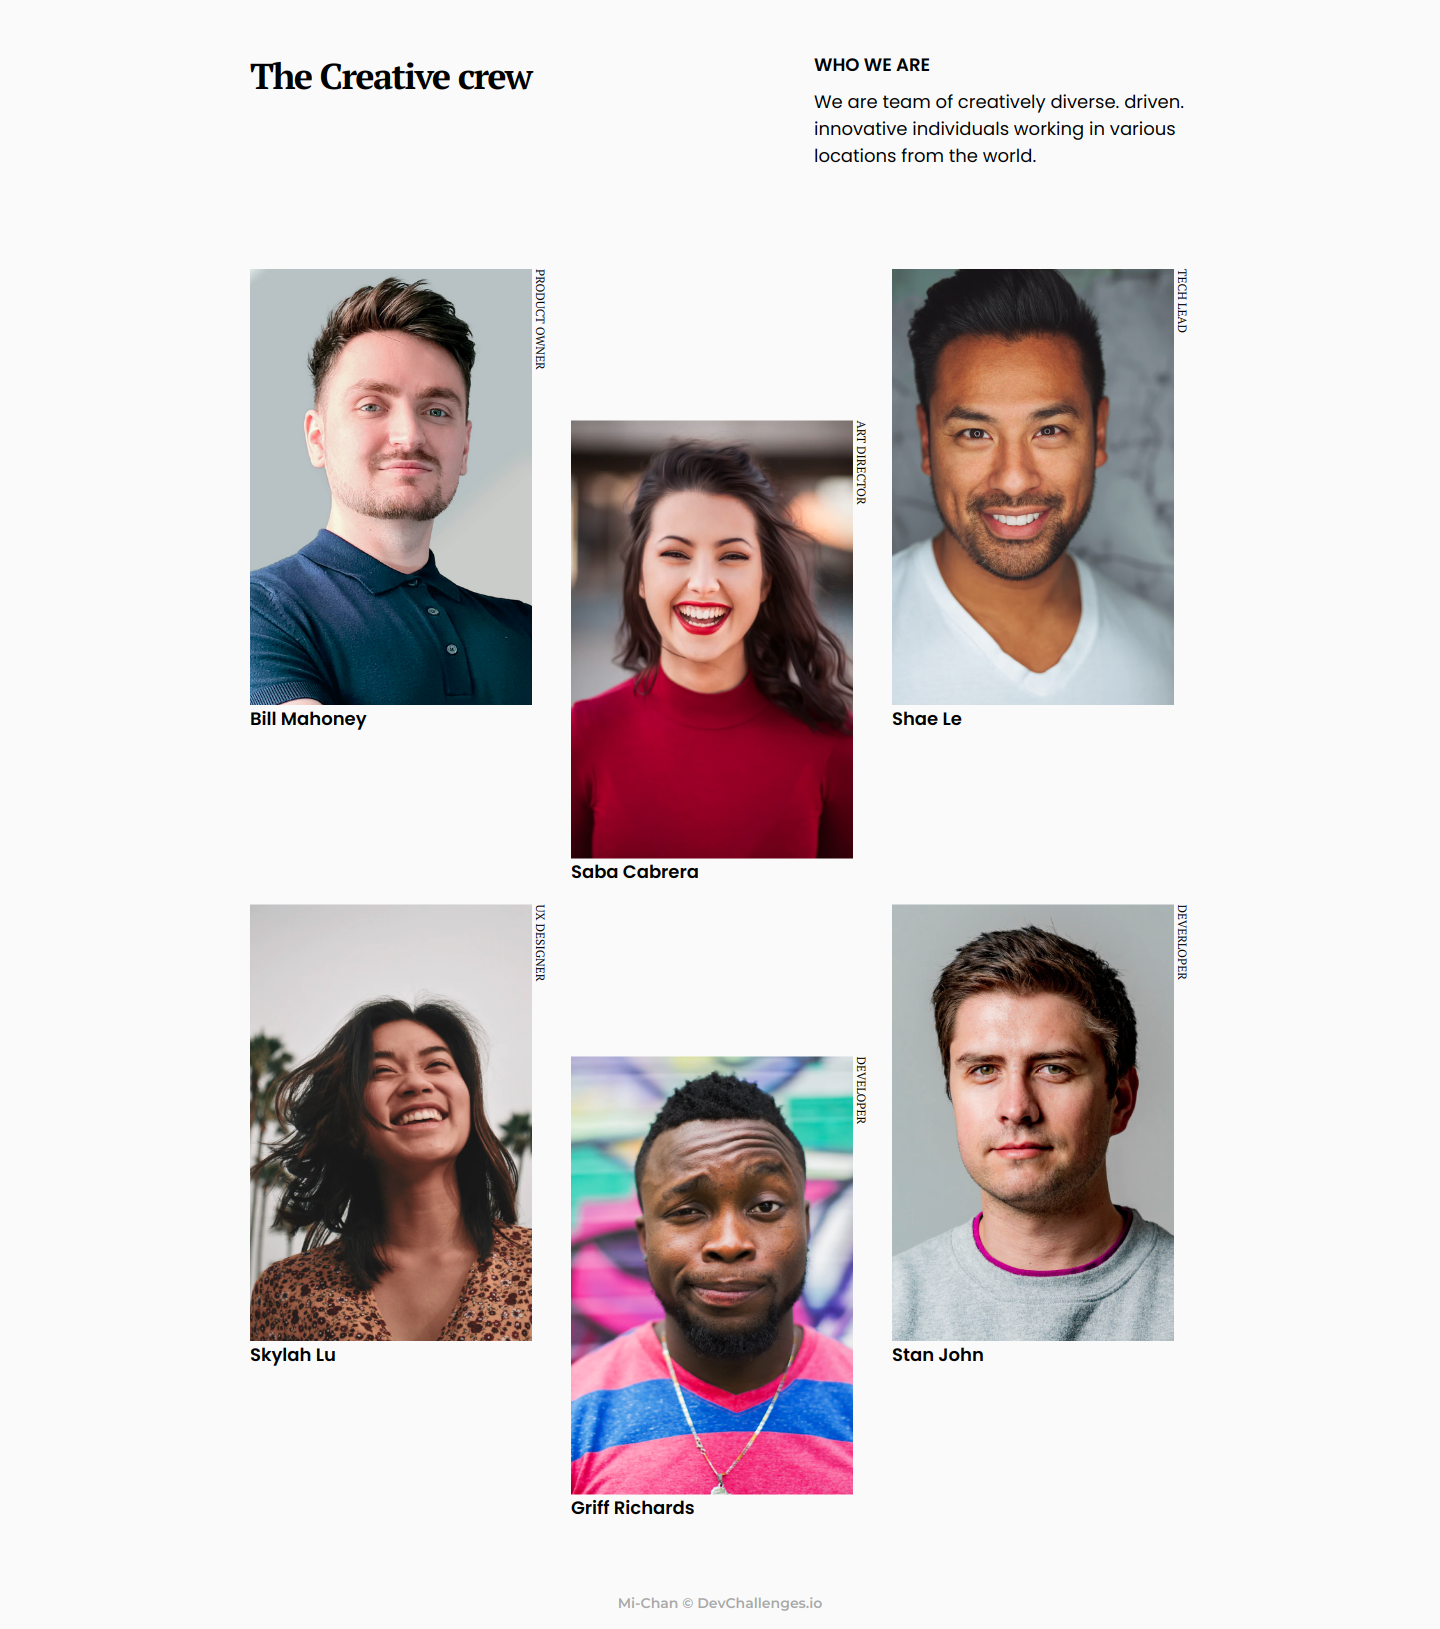 The Creative crew
WHO WE ARE
We are team of creatively diverse. driven.
innovative individuals working in various
locations from the world.
PRODUCT OWNER
Bill Mahoney
ART DIRECTOR
Saba Cabrera
TECH LEAD
Shae Le
UX DESIGNER
Skylah Lu
DEVELOPER
Griff Richards
DEVERLOPER
Stan John
Mi-Chan © DevChallenges.io